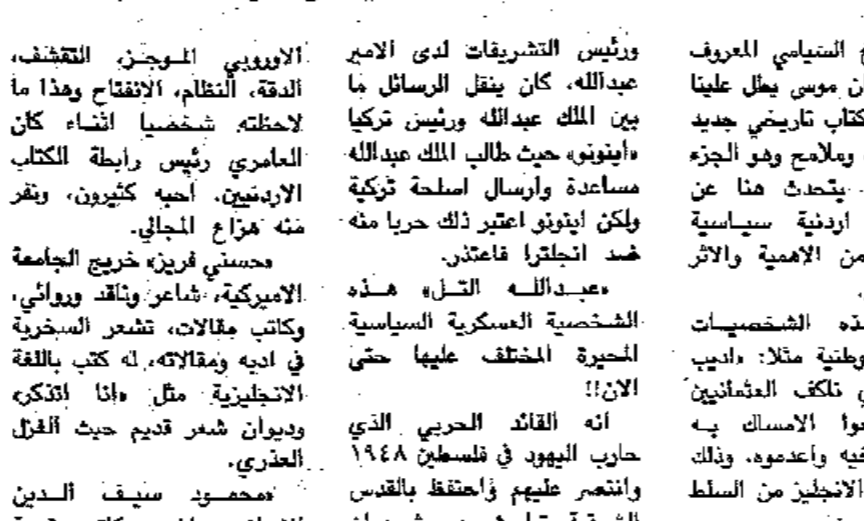 السياسي المعروف
موسى يطل علينا
كتاب تاريخي جديد
وملامح وهو الجزء
يتحدث هنا عن
اردنية سياسية
من الاهمية والاثر
الشخصيات
مثلا: «اديب
العثمانيين
الامساك به
واعدموه. وذلك
الانجليز من السلط
ورئيس التشريفات لدى الامير
عبدالله، كان ينقل الرسائل ما
بين الملك عبدالله ورئيس تركيا
«اينونو» حيث طالب الملك عبدالله
مساعدة وارسال اسلحة تركية
ولكن اينونو اعتبر ذلك حربا منه
ضد انجلترا فاعتذر.
«عبدالله التل» هذه
الشخصية العسكرية السياسية
المحيرة المختلف عليها حتى
الان!!
انه القائد الحربي الذي
حارب اليهود في فلسطين ١٩٤٨
وانتصر عليهم واحتفظ بالقدس
الاوروبي الموجز، التقشف،
الدقة، النظام، الانفتاح وهذا ما
لاحظته شخصيا اثناء كان
العامري رئيس رابطة الكتاب
الاردنيين. احبه كثيرون، ونفر
منه هزاع المجالي.
«حسني فريز» خريج الجامعة
الاميركية، شاعر وناقد وروائي،
وكاتب مقالات، تشعر السخرية
في ادبه ومقالاته، له كتب باللغة
الانجليزية مثل «انا اتذكر»
وديوان شعر قديم حيث الغزل
العذري.
«محمود سيف الدين